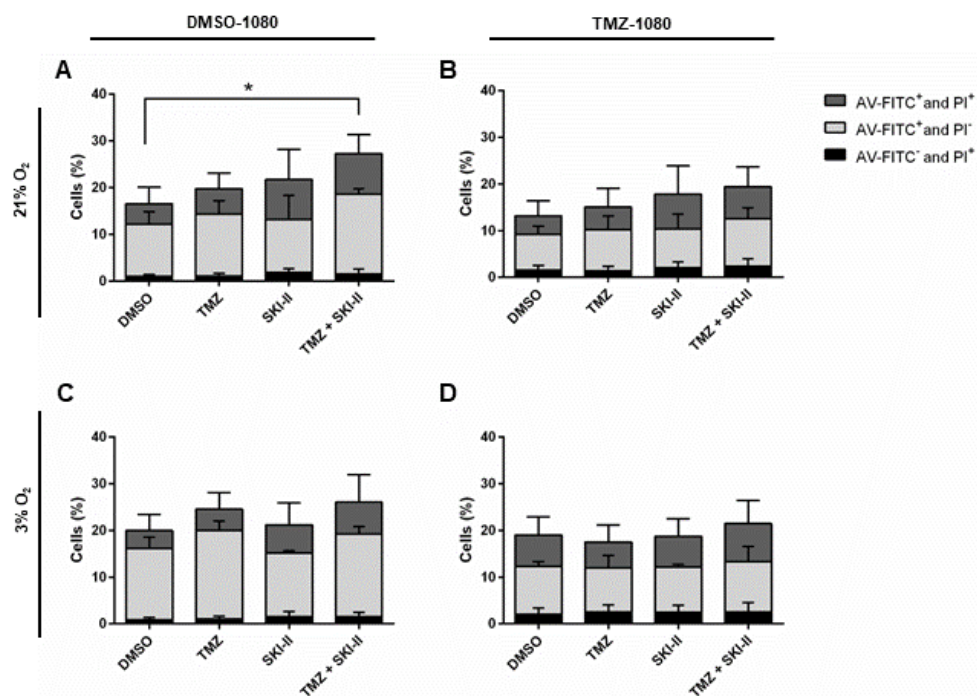 DMSO-1080
TMZ-1080
A
B
*
AV-FITC⁺ and PI⁺
AV-FITC⁺ and PI⁻
AV-FITC⁻ and PI⁺
21% O₂
Cells (%)
40
30
20
10
0
DMSO
TMZ
SKI-II
TMZ + SKI-II
Cells (%)
40
30
20
10
0
DMSO
TMZ
SKI-II
TMZ + SKI-II
C
D
3% O₂
Cells (%)
40
30
20
10
0
DMSO
TMZ
SKI-II
TMZ + SKI-II
Cells (%)
40
30
20
10
0
DMSO
TMZ
SKI-II
TMZ + SKI-II